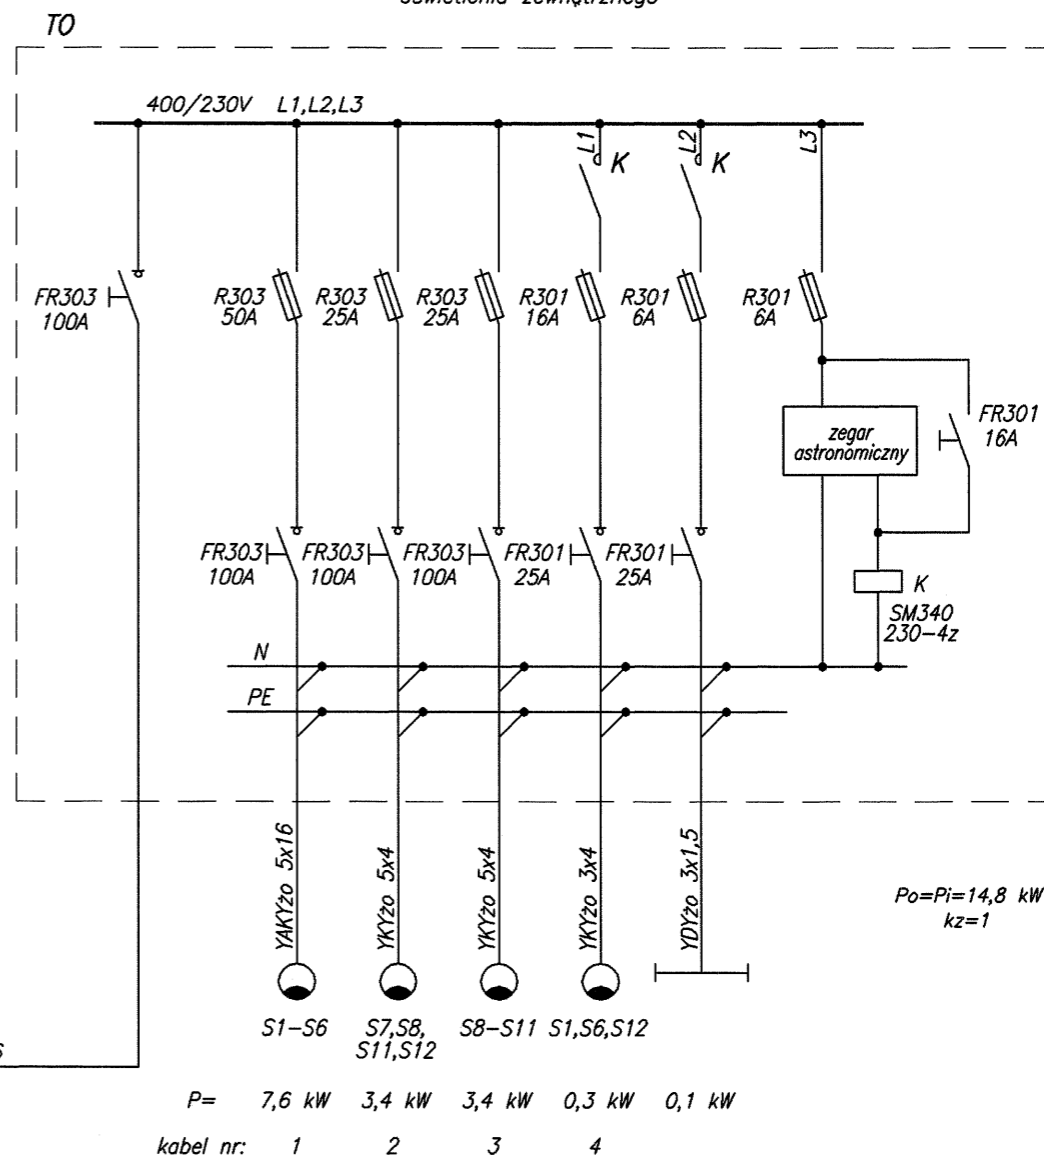 oświetlenia zewnętrznego
TO
400/230V L1,L2,L3
L1
K
L2
K
L3
FR303
100A
R303
50A
R303
25A
R303
25A
R301
16A
R301
6A
R301
6A
zegar
astronomiczny
FR301
16A
FR303
100A
FR303
100A
FR303
100A
FR301
25A
FR301
25A
K
SM340
230-4z
N
PE
YAKYżo 5x16
YKYżo 5x4
YKYżo 5x4
YKYżo 3x4
YDYżo 3x1,5
Po=Pi=14,8 kW
kz=1
S1-S6
S7,S8,
S11,S12
S8-S11
S1,S6,S12
P= 7,6 kW 3,4 kW 3,4 kW 0,3 kW 0,1 kW
kabel nr: 1 2 3 4